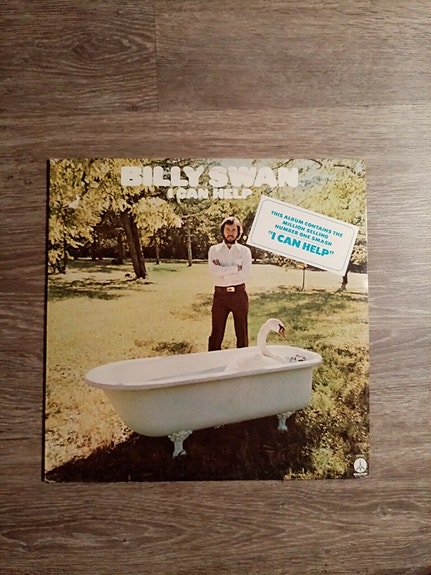 BILLY SWAN
I CAN HELP
THIS ALBUM CONTAINS THE
MILLION SELLING
NUMBER ONE SMASH
"I CAN HELP"